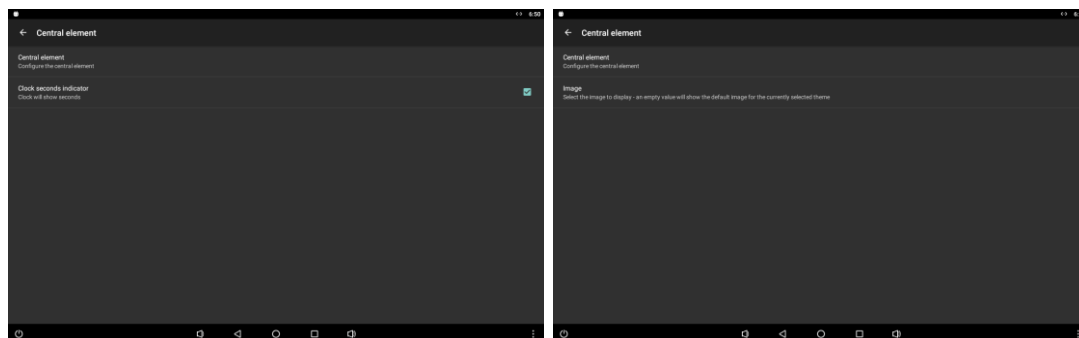 6:50
Central element
Central element
Configure the central element
Clock seconds indicator
Clock will show seconds
Central element
Central element
Configure the central element
Image
Select the image to display - an empty value will show the default image for the currently selected theme